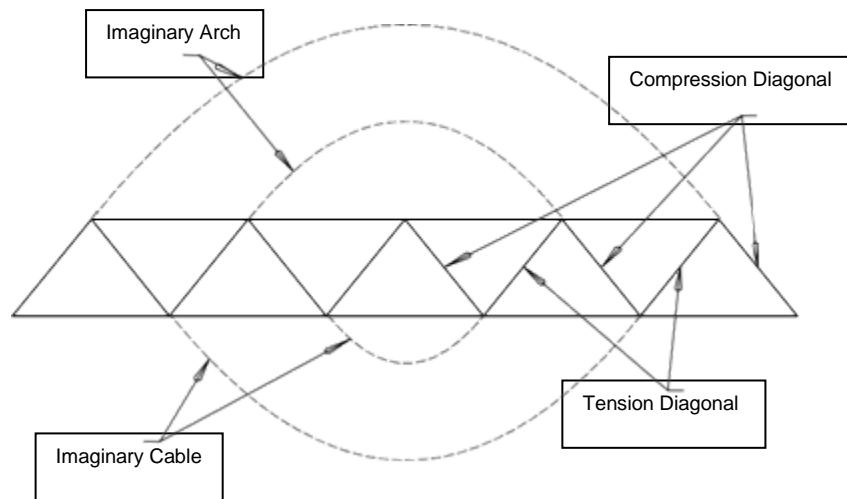 Imaginary Arch
Compression Diagonal
Tension Diagonal
Imaginary Cable